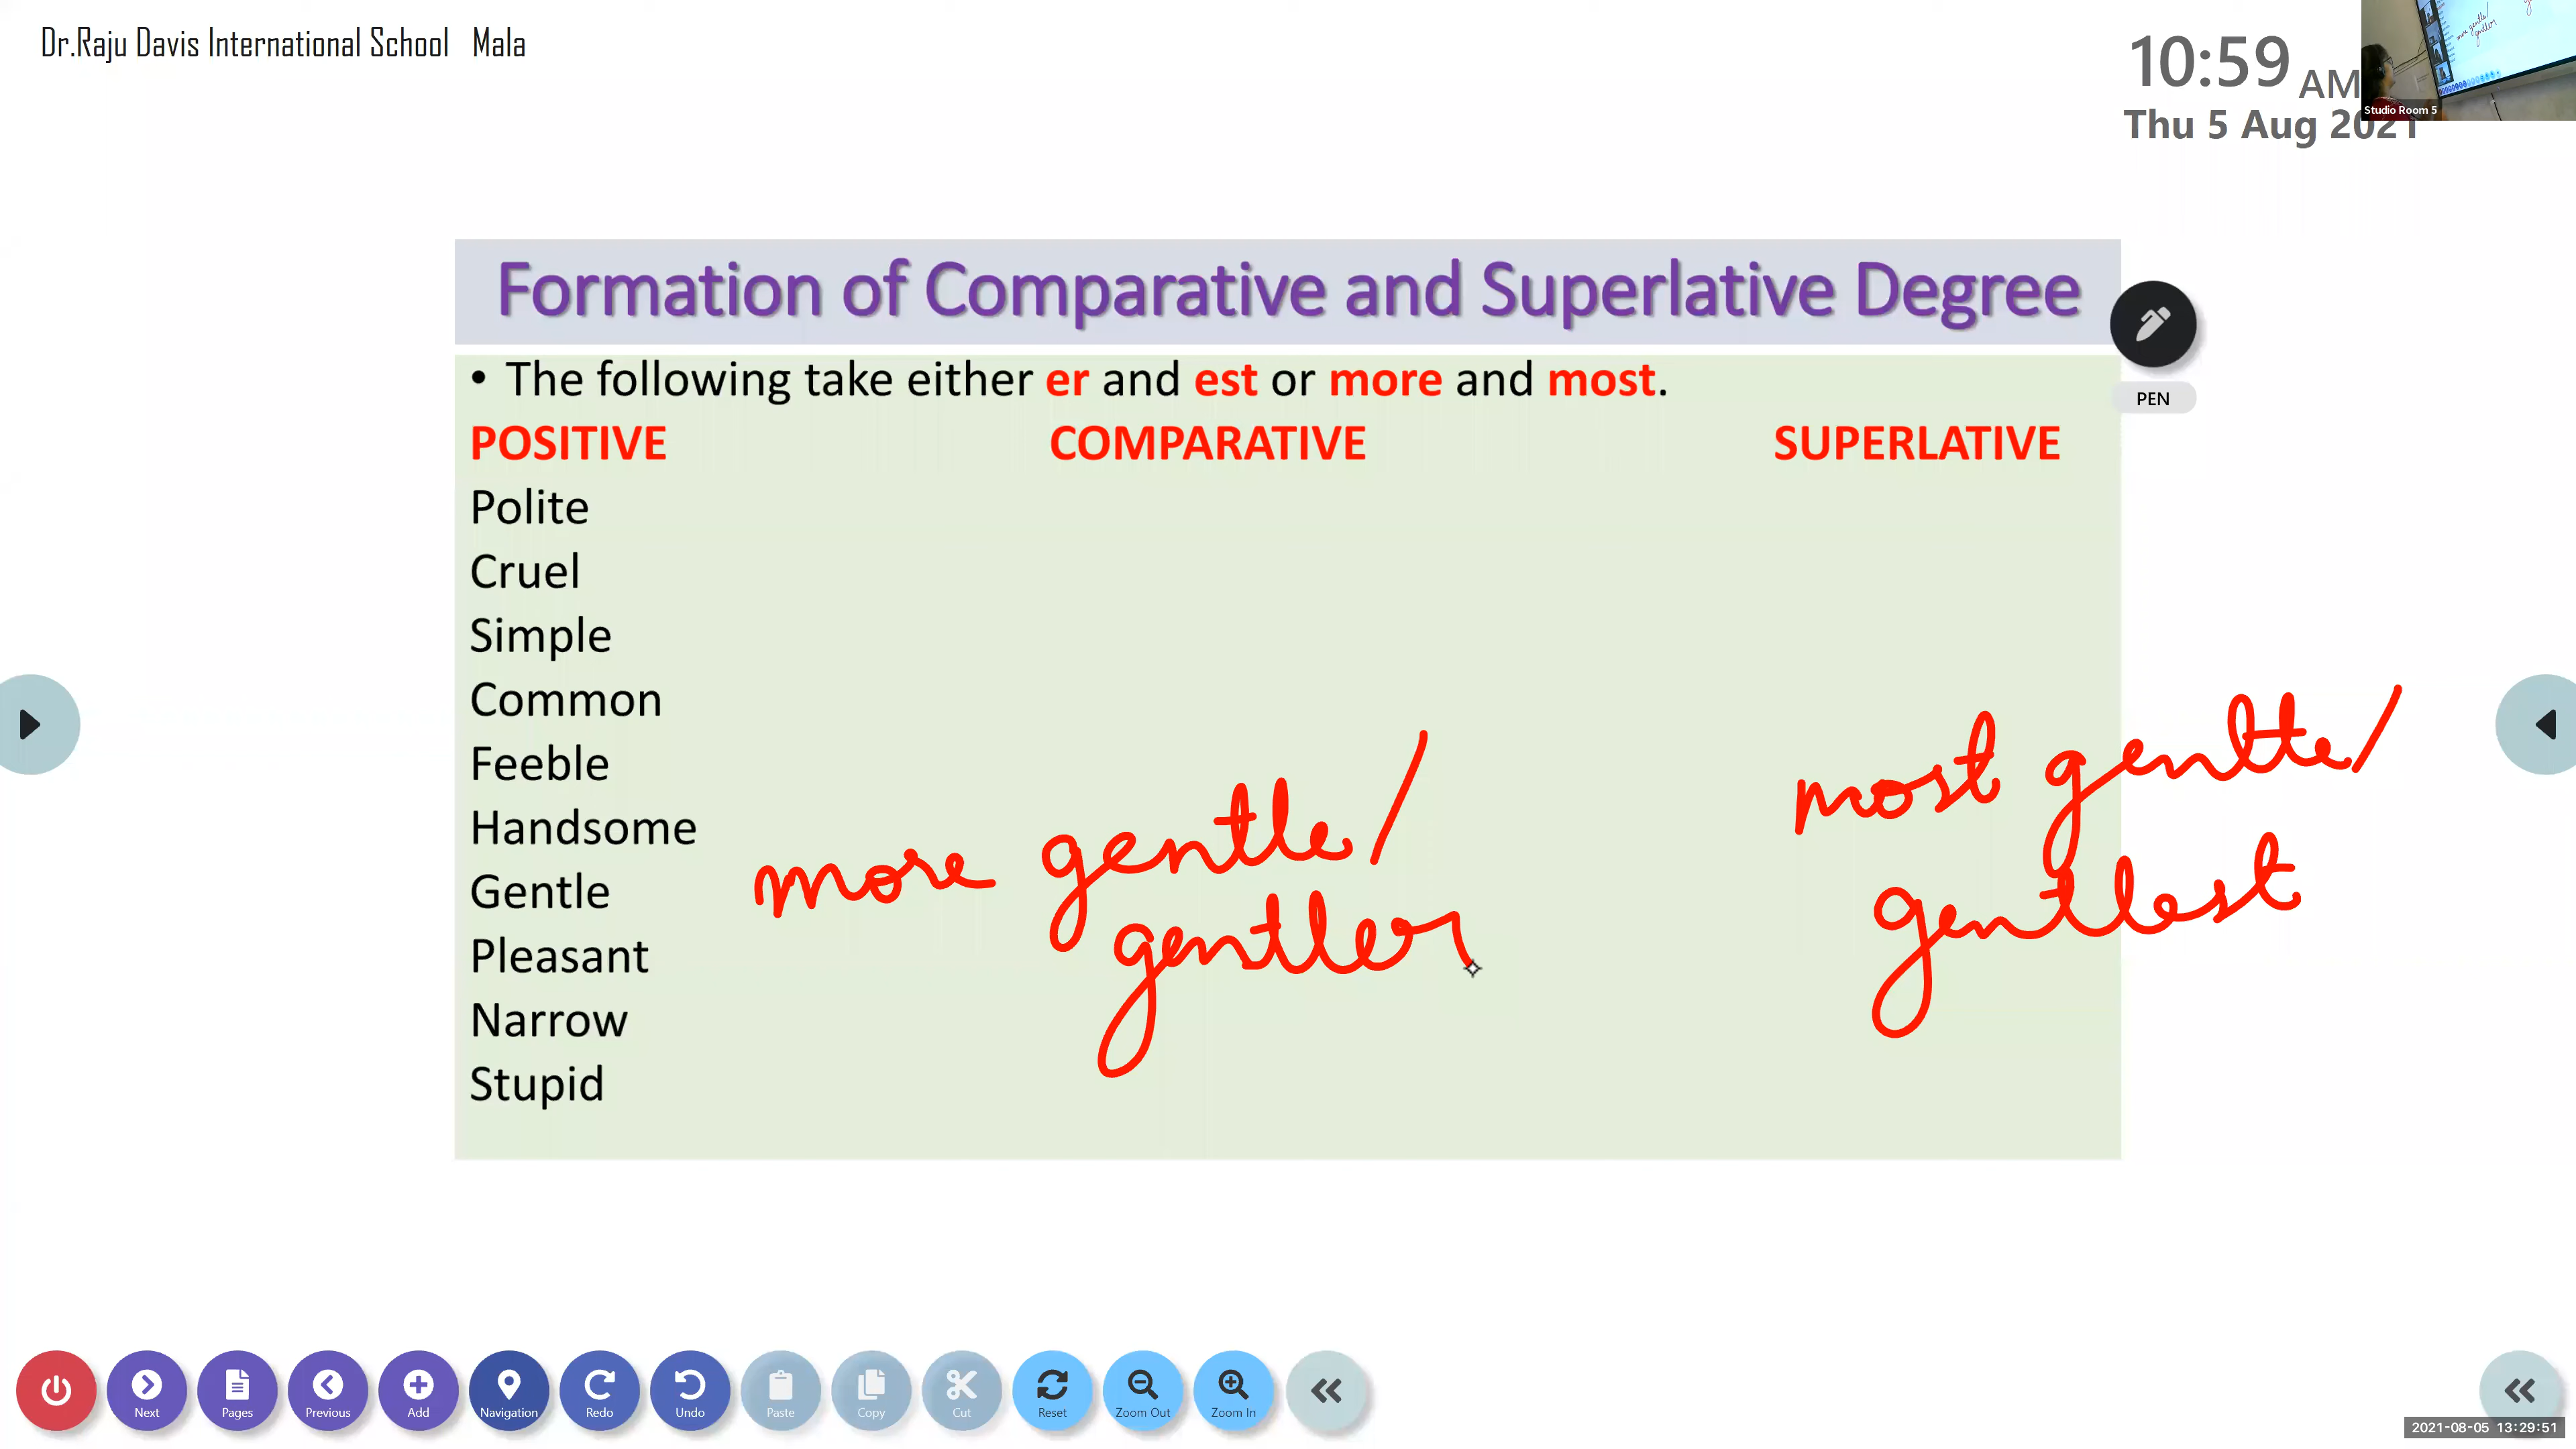 Dr.Raju Davis International School Mala
10:59 AM
Thu 5 Aug 2021
Studio Room 5
Formation of Comparative and Superlative Degree
PEN
• The following take either er and est or more and most.
POSITIVE COMPARATIVE SUPERLATIVE
Polite
Cruel
Simple
Common
Feeble
Handsome
Gentle more gentle/ most gentle/
gentler gentlest
Pleasant
Narrow
Stupid
Next Pages Previous Add Navigation Redo Undo Paste Copy Cut Reset Zoom Out Zoom In
2021-08-05 13:29:51